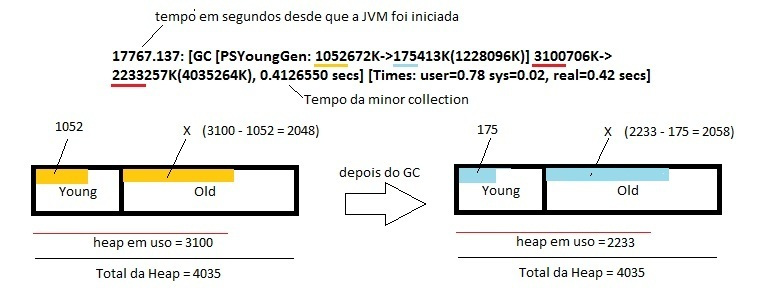 tempo em segundos desde que a JVM foi iniciada
17767.137: [GC [PSYoungGen: 1052672K->175413K(1228096K)] 3100706K->
2233257K(4035264K), 0.4126550 secs] [Times: user=0.78 sys=0.02, real=0.42 secs]
Tempo da minor collection
1052
X (3100 - 1052 = 2048)
Young
Old
heap em uso = 3100
Total da Heap = 4035
depois do GC
175
X (2233 - 175 = 2058)
Young
Old
heap em uso = 2233
Total da Heap = 4035